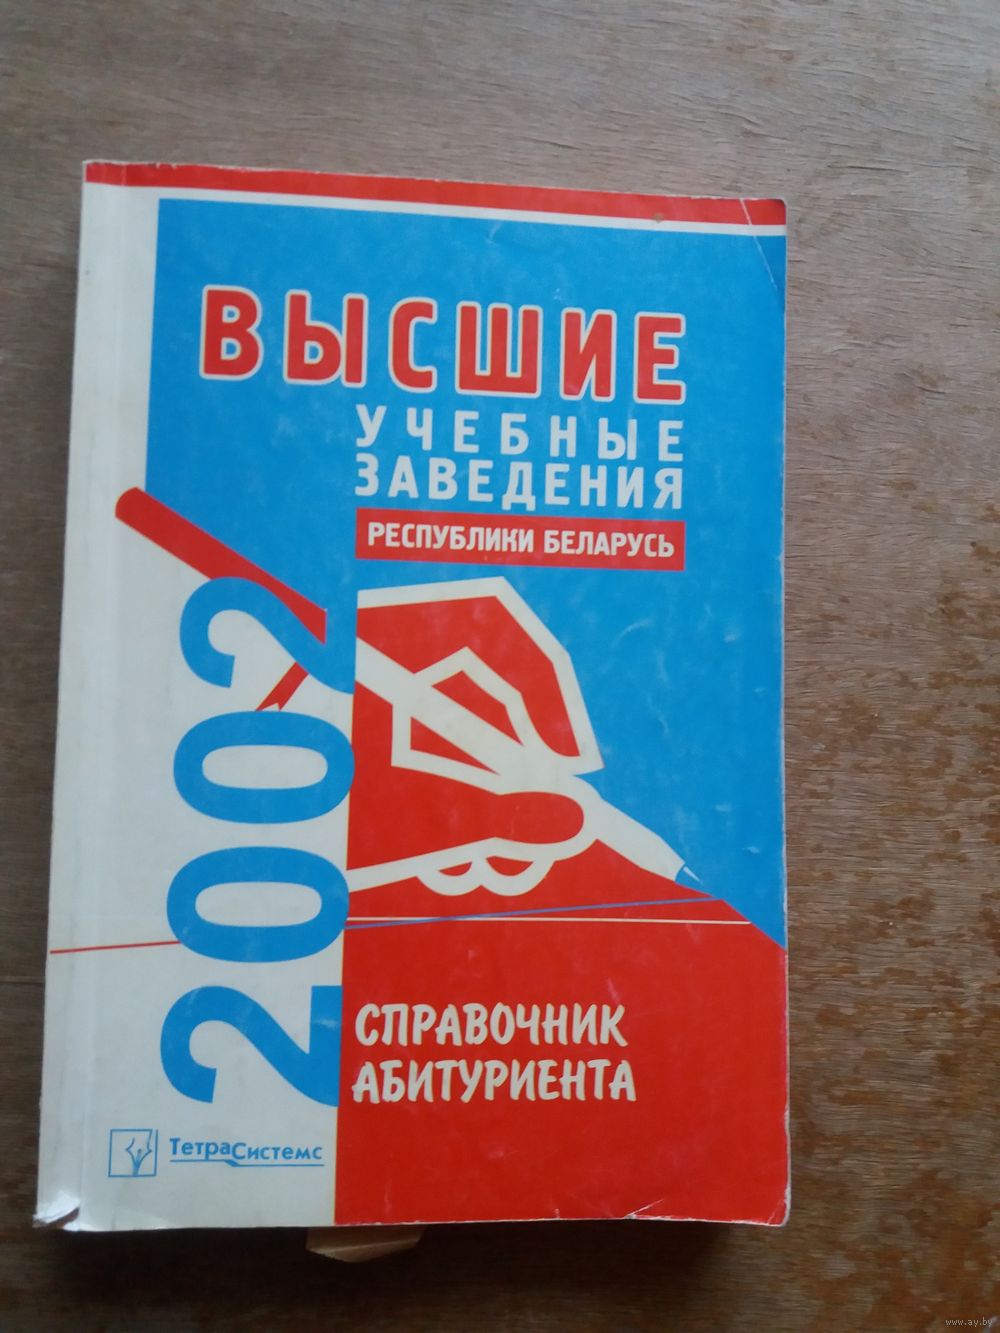 ВЫСШИЕ
УЧЕБНЫЕ
ЗАВЕДЕНИЯ
РЕСПУБЛИКИ БЕЛАРУСЬ
2002
СПРАВОЧНИК
АБИТУРИЕНТА
ТетраСистемс
www.ay.by